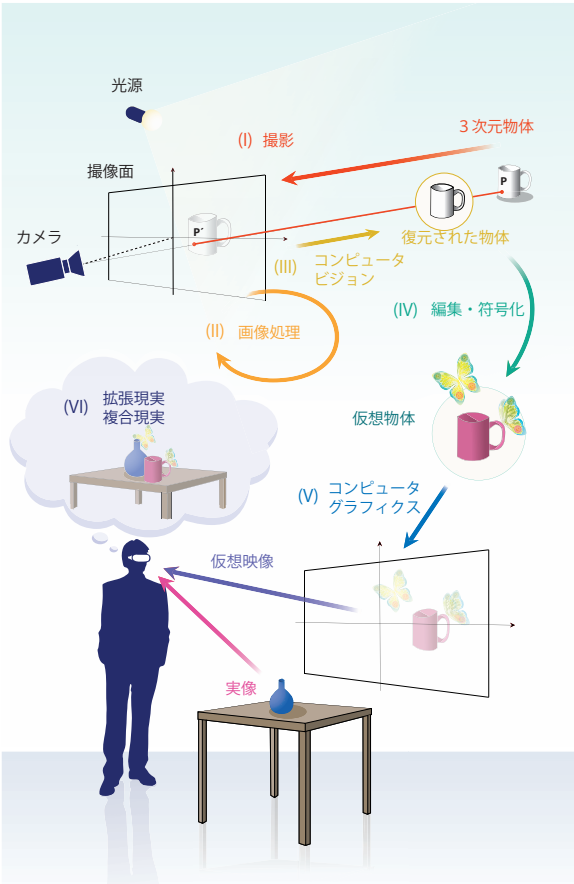 光源
(I) 撮影
3次元物体
撮像面
P
P´
カメラ
復元された物体
(III) コンピュータ
ビジョン
(IV) 編集・符号化
(II) 画像処理
(VI) 拡張現実
複合現実
仮想物体
(V) コンピュータ
グラフィクス
仮想映像
実像